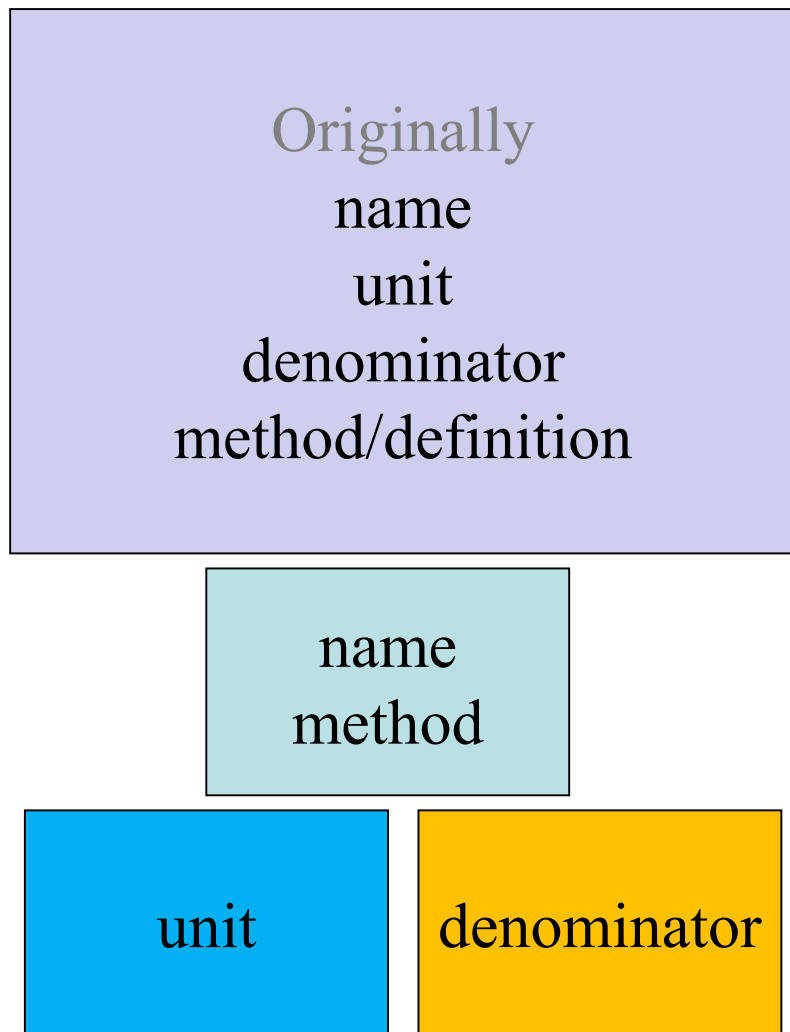 Originally
name
unit
denominator
method/definition
name
method
unit
denominator